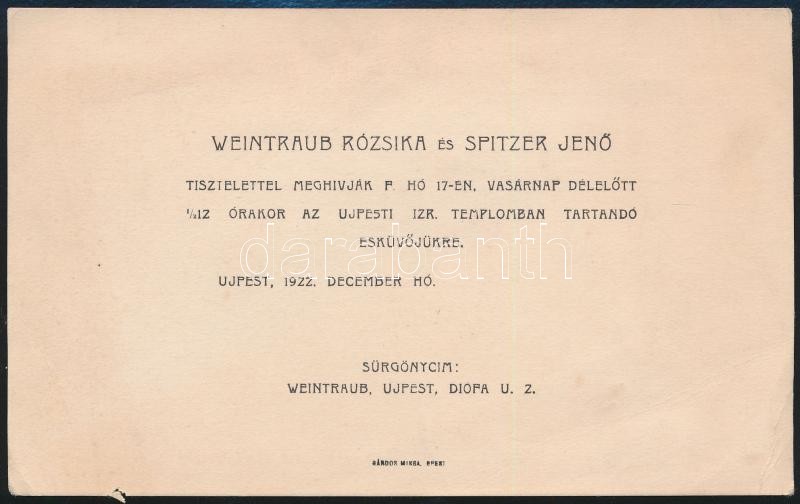 WEINTRAUB RÓZSIKA ÉS SPITZER JENŐ
TISZTELETTEL MEGHIVJÁK F. HÓ 17-EN, VASÁRNAP DÉLELŐTT
½12 ÓRAKOR AZ UJPESTI IZR. TEMPLOMBAN TARTANDÓ
ESKÜVŐJÜKRE.
darabanth
UJPEST, 1922. DECEMBER HÓ.
SÜRGÖNYCIM:
WEINTRAUB, UJPEST, DIÓFA U. 2.